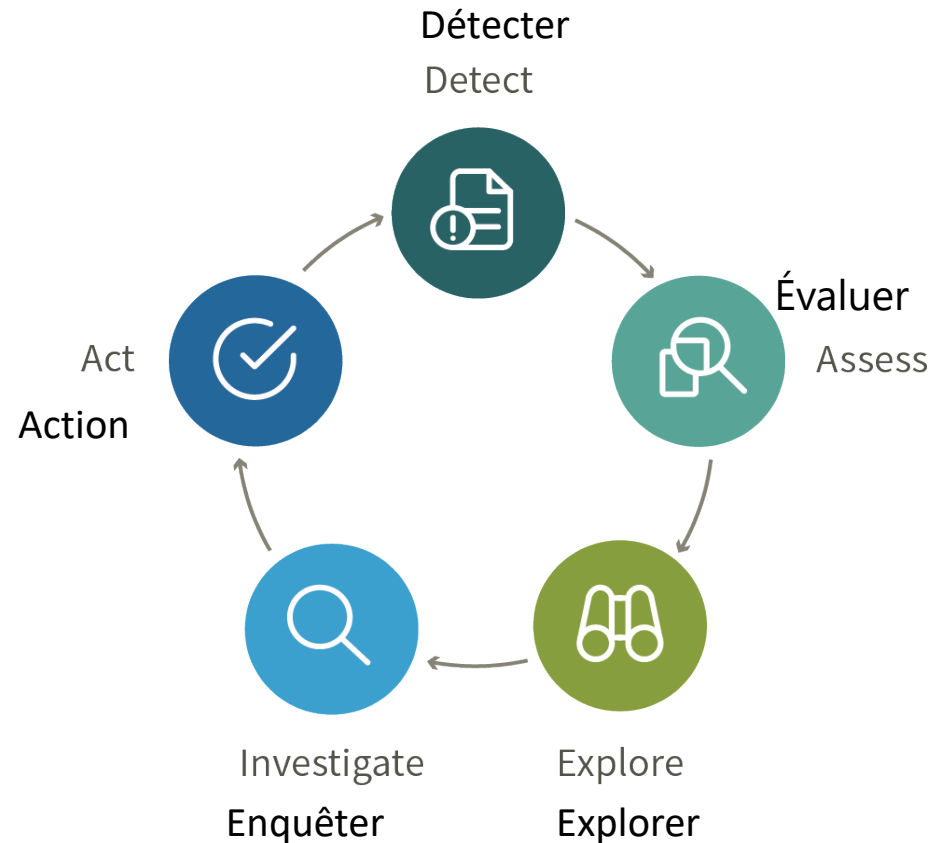 Détecter
Detect
Évaluer
Assess
Act
Action
Investigate
Enquêter
Explore
Explorer